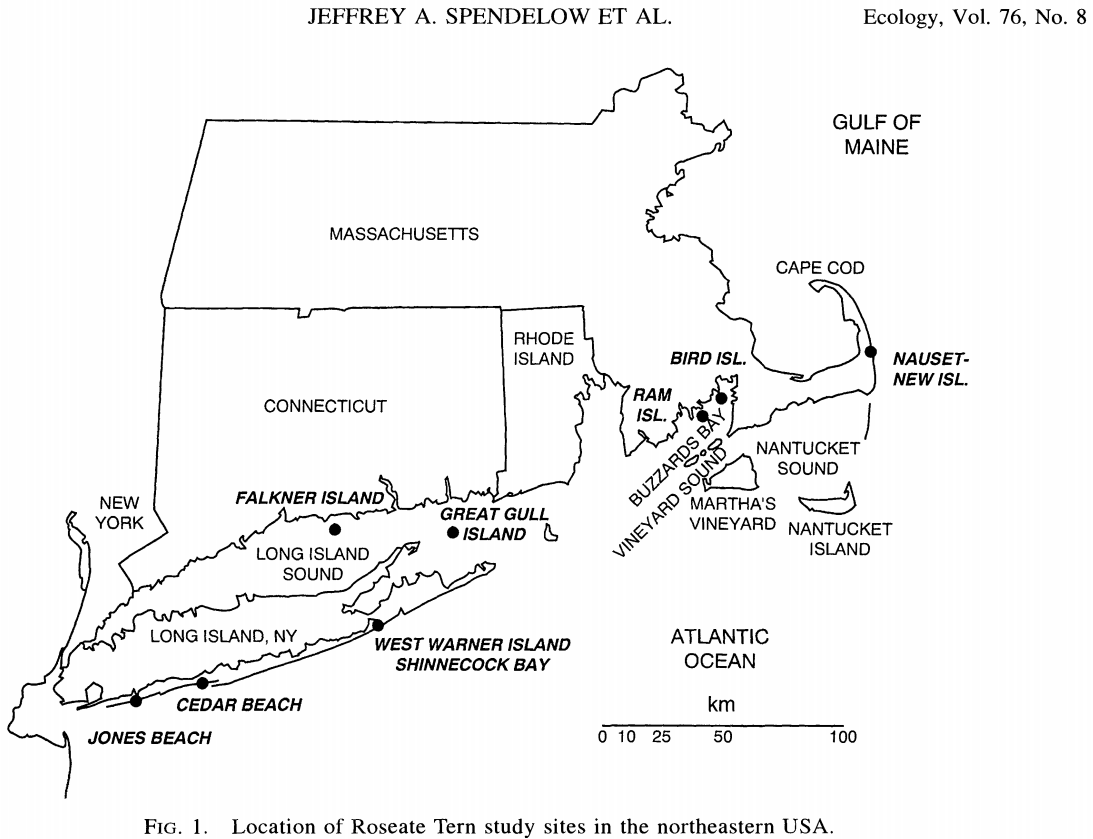 JEFFREY A. SPENDELOW ET AL.
Ecology, Vol. 76, No. 8
GULF OF
MAINE
MASSACHUSETTS
CAPE COD
RHODE
ISLAND
BIRD ISL.
NAUSET-
NEW ISL.
RAM
ISL.
CONNECTICUT
BUZZARDS BAY
VINEYARD SOUND
NANTUCKET
SOUND
MARTHA'S
VINEYARD
NANTUCKET
ISLAND
NEW
YORK
FALKNER ISLAND
GREAT GULL
ISLAND
LONG ISLAND
SOUND
LONG ISLAND, NY
WEST WARNER ISLAND
SHINNECOCK BAY
ATLANTIC
OCEAN
CEDAR BEACH
JONES BEACH
km
0 10 25 50 100
FIG. 1. Location of Roseate Tern study sites in the northeastern USA.